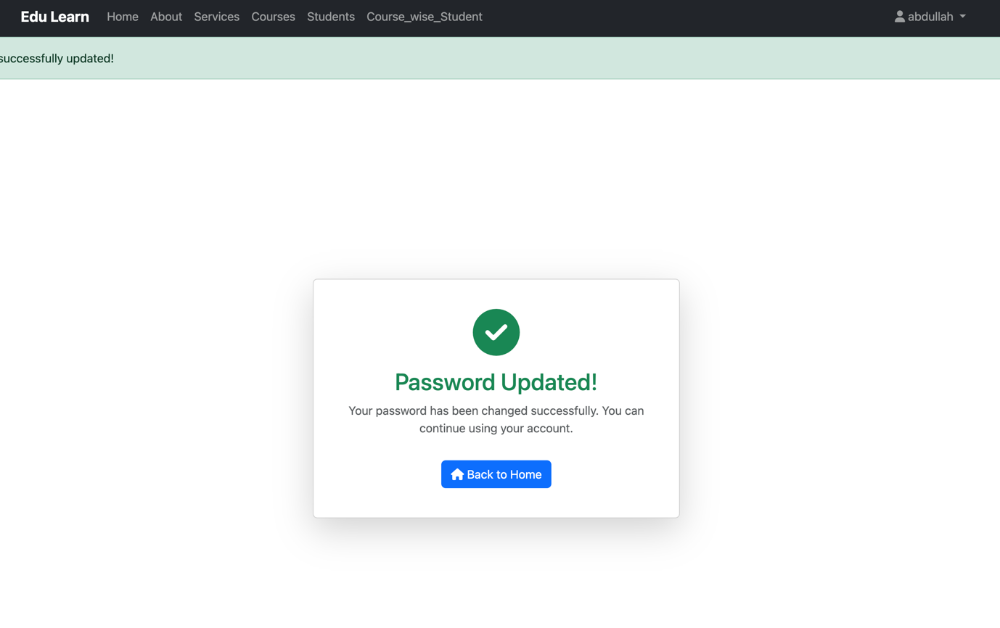 Edu Learn Home About Services Courses Students Course_wise_Student abdullah
successfully updated!
Password Updated!
Your password has been changed successfully. You can
continue using your account.
Back to Home